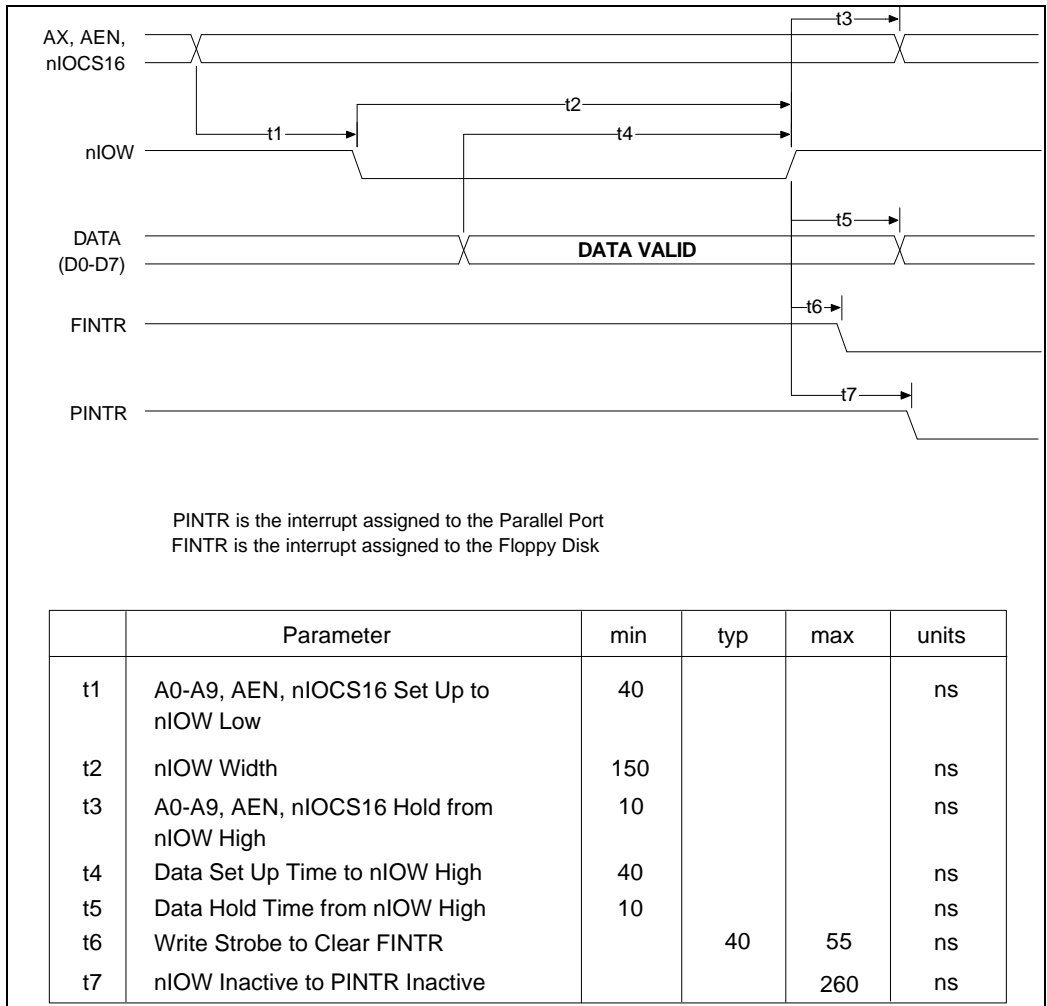 t3
AX, AEN,
nIOCS16
t2
t1
t4
nIOW
t5
DATA
(D0-D7)
DATA VALID
t6
FINTR
t7
PINTR
PINTR is the interrupt assigned to the Parallel Port
FINTR is the interrupt assigned to the Floppy Disk
Parameter min typ max units
t1 A0-A9, AEN, nIOCS16 Set Up to 40 ns
nIOW Low
t2 nIOW Width 150 ns
t3 A0-A9, AEN, nIOCS16 Hold from 10 ns
nIOW High
t4 Data Set Up Time to nIOW High 40 ns
t5 Data Hold Time from nIOW High 10 ns
t6 Write Strobe to Clear FINTR 40 55 ns
t7 nIOW Inactive to PINTR Inactive 260 ns